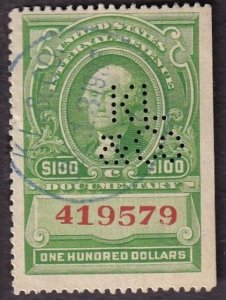 UNITED STATES
INTERNAL REVENUE
$100 C $100
DOCUMENTARY
419579
ONE HUNDRED DOLLARS